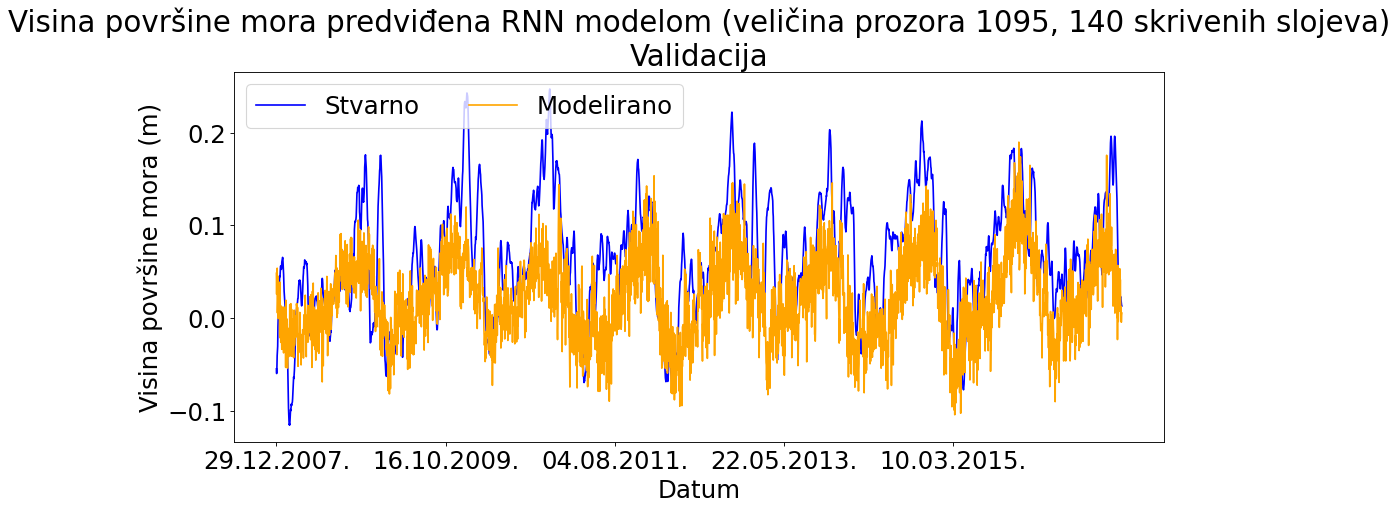 Visina površine mora predviđena RNN modelom (veličina prozora 1095, 140 skrivenih slojeva)
Validacija
Stvarno Modelirano
Visina površine mora (m)
0.2
0.1
0.0
−0.1
29.12.2007. 16.10.2009. 04.08.2011. 22.05.2013. 10.03.2015.
Datum